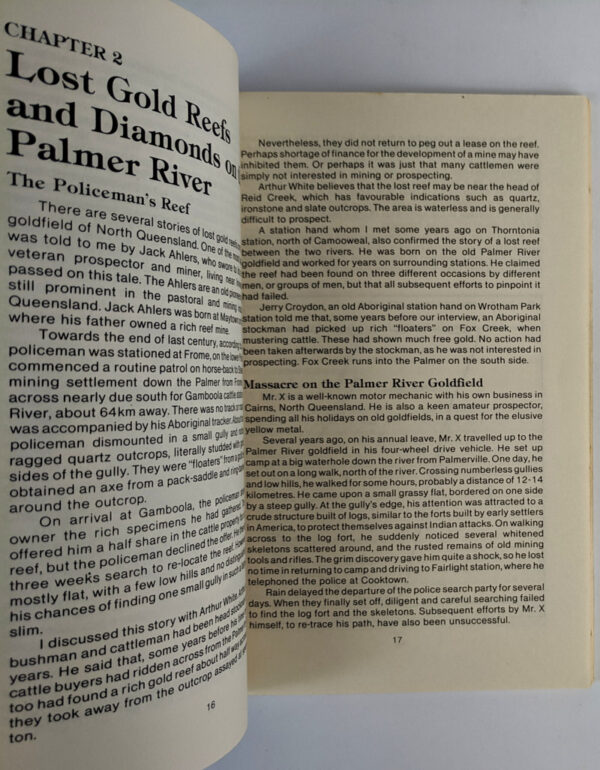 CHAPTER 2
Lost Gold Reefs
and Diamonds on
Palmer River
The Policeman's Reef
There are several stories of lost gold reefs
goldfield of North Queensland. One of the
was told to me by Jack Ahlers, who swore
veteran prospector and miner, living near
passed on this tale. The Ahlers are an old pioneer
still prominent in the pastoral and mining
Queensland. Jack Ahlers was born at Maytown
where his father owned a rich reef mine.
Towards the end of last century, according
policeman was stationed at Frome, on the lower
commenced a routine patrol on horse-back to
mining settlement down the Palmer from Frome
across nearly due south for Gamboola cattle
River, about 64km away. There was no track
was accompanied by his Aboriginal tracker. About
policeman dismounted in a small gully and
ragged quartz outcrops, literally studded with
sides of the gully. They were "floaters" from a
obtained an axe from a pack-saddle and
around the outcrop.
On arrival at Gamboola, the policeman
owner the rich specimens he had gathered.
offered him a half share in the cattle property
reef, but the policeman declined the offer. He
three weeks search to re-locate the reef.
mostly flat, with a few low hills and no
his chances of finding one small gully in such
slim.
I discussed this story with Arthur White.
bushman and cattleman had been head
years. He said that, some years before his
cattle buyers had ridden across from the Palmer
too had found a rich gold reef about half way
they took away from the outcrop assayed at
ton.
16
Nevertheless, they did not return to peg out a lease on the reef.
Perhaps shortage of finance for the development of a mine may have
inhibited them. Or perhaps it was just that many cattlemen were
simply not interested in mining or prospecting.
Arthur White believes that the lost reef may be near the head of
Reid Creek, which has favourable indications such as quartz,
ironstone and slate outcrops. The area is waterless and is generally
difficult to prospect.
A station hand whom I met some years ago on Thorntonia
station, north of Camooweal, also confirmed the story of a lost reef
between the two rivers. He was born on the old Palmer River
goldfield and worked for years on surrounding stations. He claimed
the reef had been found on three different occasions by different
men, or groups of men, but that all subsequent efforts to pinpoint it
had failed.
Jerry Croydon, an old Aboriginal station hand on Wrotham Park
station told me that, some years before our interview, an Aboriginal
stockman had picked up rich "floaters" on Fox Creek, when
mustering cattle. These had shown much free gold. No action had
been taken afterwards by the stockman, as he was not interested in
prospecting. Fox Creek runs into the Palmer on the south side.
Massacre on the Palmer River Goldfield
Mr. X is a well-known motor mechanic with his own business in
Cairns, North Queensland. He is also a keen amateur prospector,
spending all his holidays on old goldfields, in a quest for the elusive
yellow metal.
Several years ago, on his annual leave, Mr. X travelled up to the
Palmer River goldfield in his four-wheel drive vehicle. He set up
camp at a big waterhole down the river from Palmerville. One day, he
set out on a long walk, north of the river. Crossing numberless gullies
and low hills, he walked for some hours, probably a distance of 12-14
kilometres. He came upon a small grassy flat, bordered on one side
by a steep gully. At the gully's edge, his attention was attracted to a
crude structure built of logs, similar to the forts built by early settlers
in America, to protect themselves against Indian attacks. On walking
across to the log fort, he suddenly noticed several whitened
skeletons scattered around, and the rusted remains of old mining
tools and rifles. The grim discovery gave him quite a shock, so he lost
no time in returning to camp and driving to Fairlight station, where he
telephoned the police at Cooktown.
Rain delayed the departure of the police search party for several
days. When they finally set off, diligent and careful searching failed
to find the log fort and the skeletons. Subsequent efforts by Mr. X
himself, to re-trace his path, have also been unsuccessful.
17